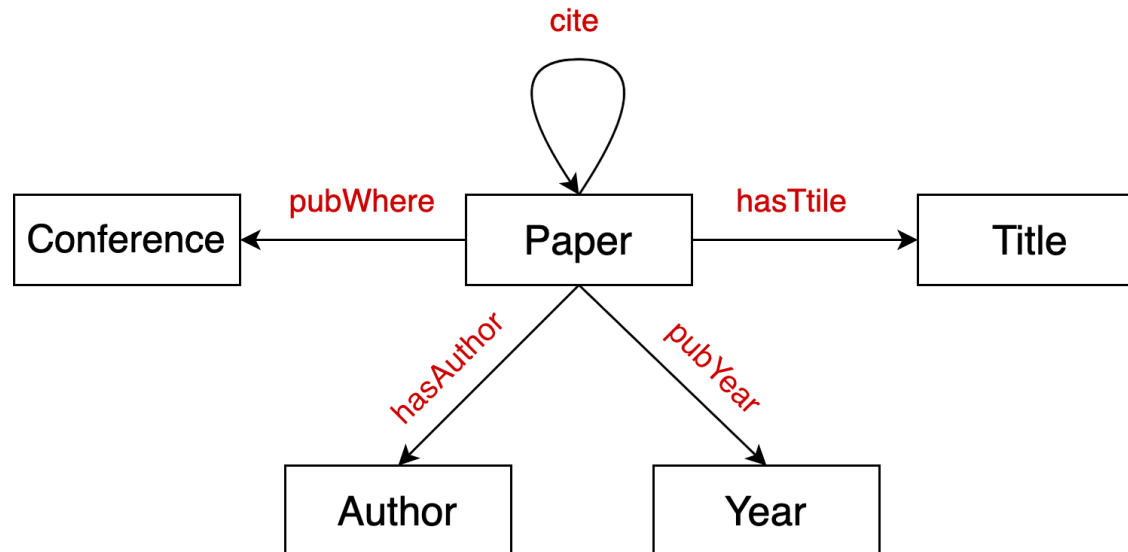 cite
pubWhere
hasTtile
Conference
Paper
Title
hasAuthor
pubYear
Author
Year